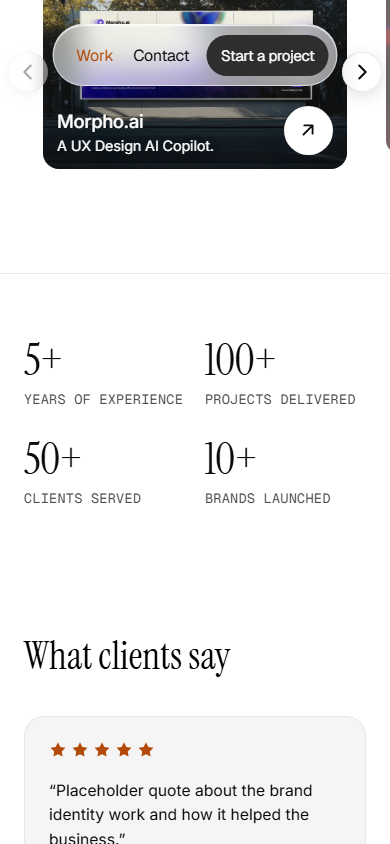 Morpho.ai
Work
Contact
Start a project
Morpho.ai
A UX Design AI Copilot.
5+
100+
YEARS OF EXPERIENCE
PROJECTS DELIVERED
50+
10+
CLIENTS SERVED
BRANDS LAUNCHED
What clients say
“Placeholder quote about the brand
identity work and how it helped the
business.”